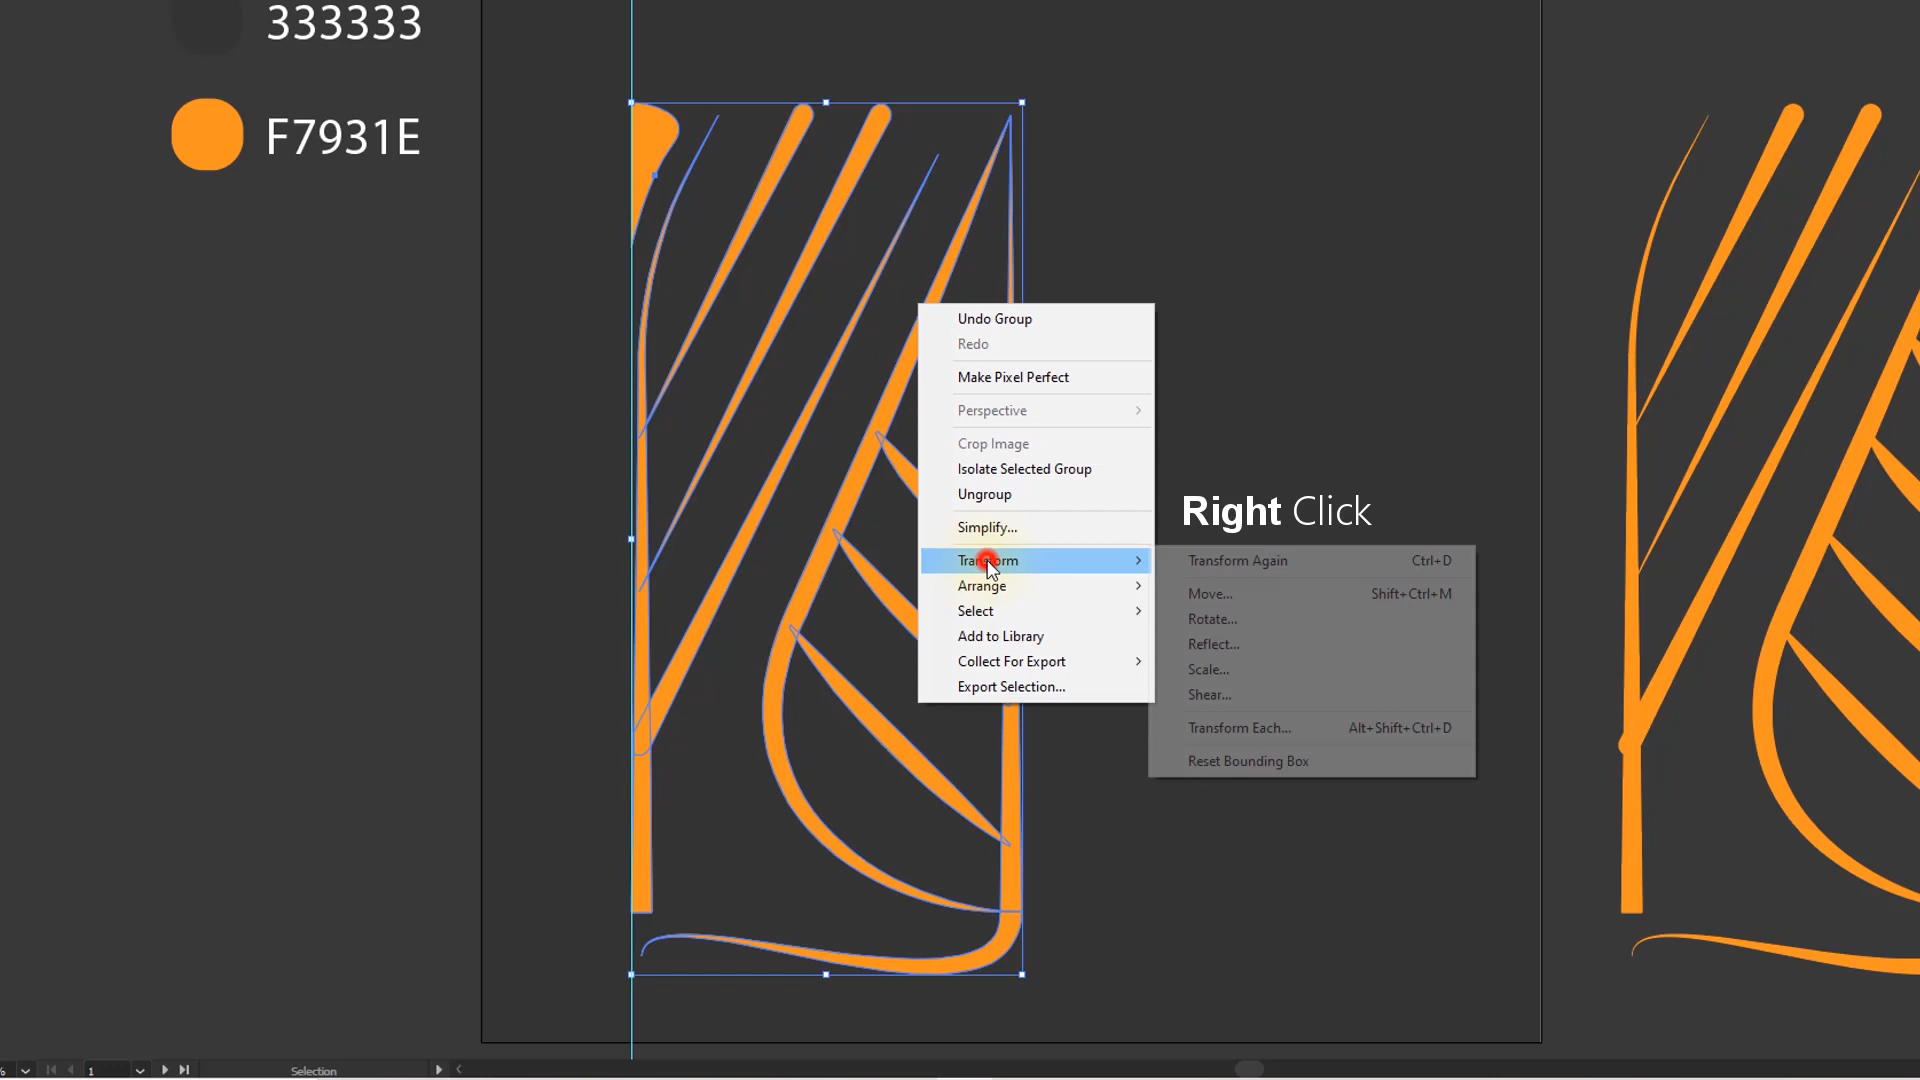 333333
F7931E
Undo Group
Redo
Make Pixel Perfect
Perspective
Crop Image
Isolate Selected Group
Ungroup
Simplify...
Transform
Arrange
Select
Add to Library
Collect For Export
Export Selection...
Right Click
Transform Again Ctrl+D
Move... Shift+Ctrl+M
Rotate...
Reflect...
Scale...
Shear...
Transform Each... Alt+Shift+Ctrl+D
Reset Bounding Box
% 1 Selection